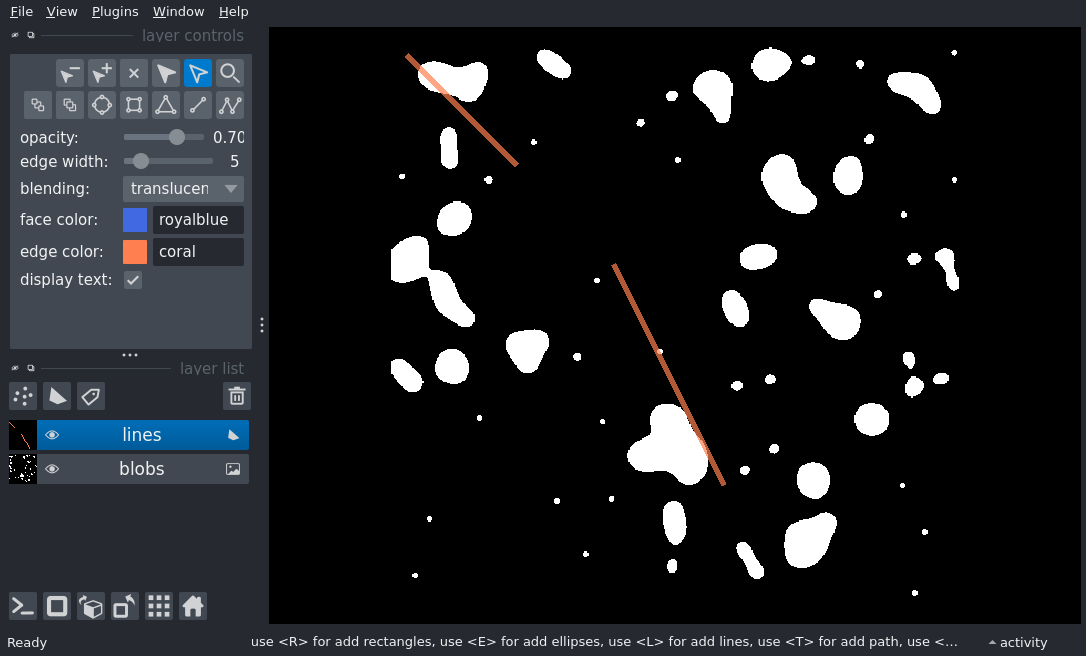 File View Plugins Window Help
layer controls
opacity: 0.70
edge width: 5
blending: translucen
face color: royalblue
edge color: coral
display text:
layer list
lines
blobs
Ready
use <R> for add rectangles, use <E> for add ellipses, use <L> for add lines, use <T> for add path, use <...
activity